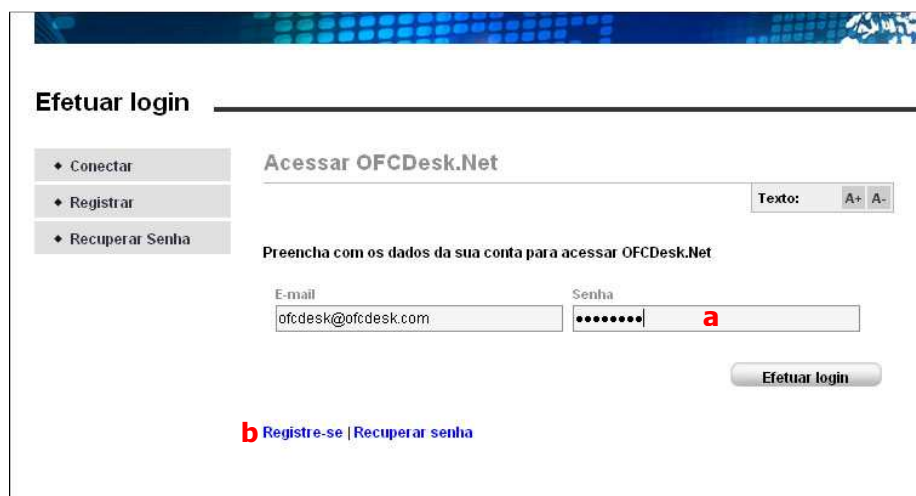 Efetuar login
Conectar
Registrar
Recuperar Senha
Acessar OFCDesk.Net
Texto: A+ A-
Preencha com os dados da sua conta para acessar OFCDesk.Net
E-mail Senha
ofcdesk@ofcdesk.com •••••••• a
Efetuar login
b Registre-se | Recuperar senha